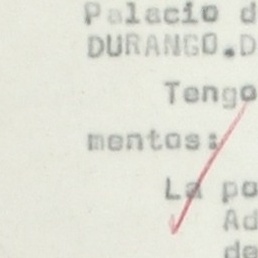 Palacio d
DURANGO.D
Tengo
mentos:
La po
Ad
de